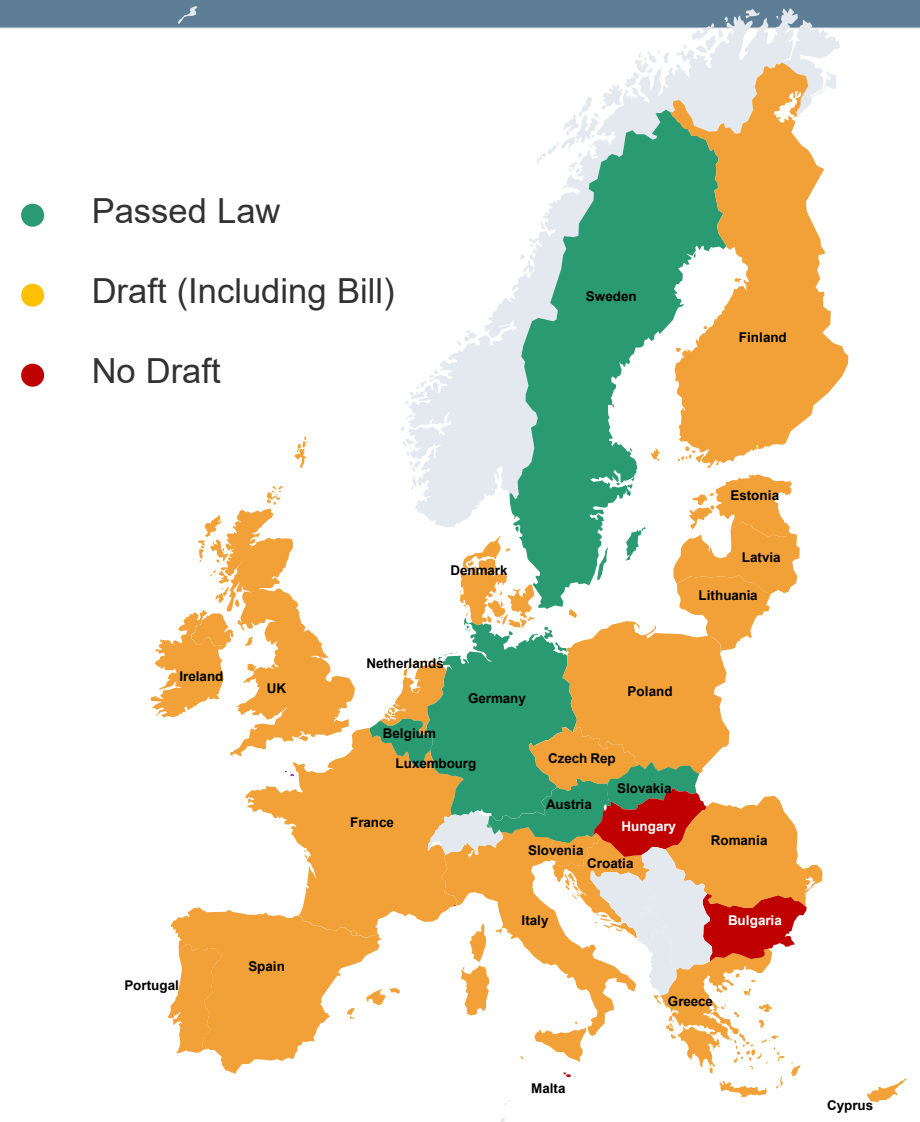 Passed Law
Draft (Including Bill)
No Draft
Sweden
Finland
Estonia
Latvia
Lithuania
Denmark
Netherlands
Ireland
UK
Germany
Poland
Belgium
Luxembourg
Czech Rep
Slovakia
Austria
France
Hungary
Romania
Slovenia
Croatia
Italy
Bulgaria
Spain
Portugal
Greece
Malta
Cyprus